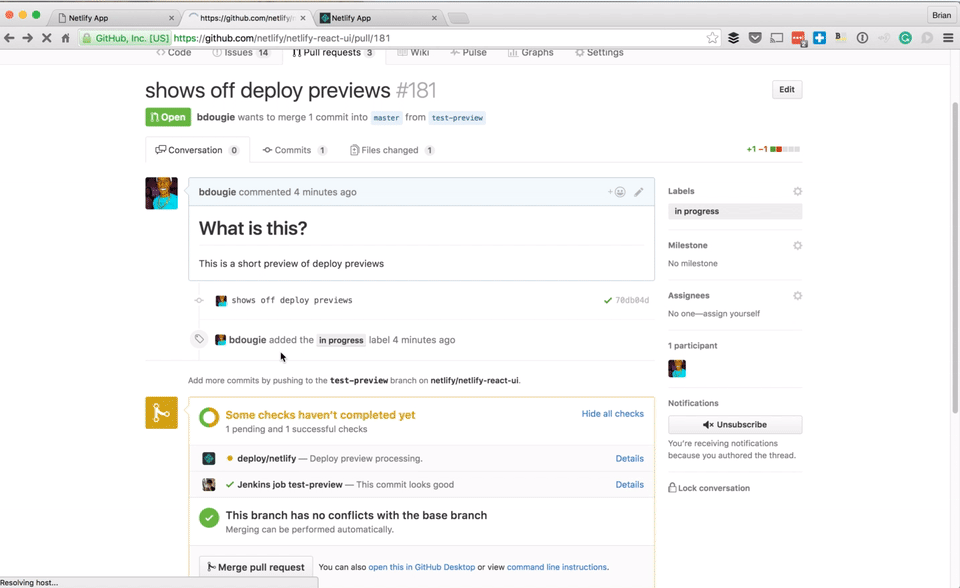 Netlify App
https://github.com/netlify/
Netlify App
Brian
GitHub, Inc. [US] https://github.com/netlify/netlify-react-ui/pull/181
Code Issues 14 Pull requests 3 Wiki Pulse Graphs Settings
shows off deploy previews #181
Edit
Open bdougie wants to merge 1 commit into master from test-preview
Conversation 0 Commits 1 Files changed 1 +1 −1
bdougie commented 4 minutes ago
What is this?
This is a short preview of deploy previews
shows off deploy previews 70db04d
bdougie added the in progress label 4 minutes ago
Add more commits by pushing to the test-preview branch on netlify/netlify-react-ui.
Some checks haven't completed yet Hide all checks
1 pending and 1 successful checks
deploy/netlify — Deploy preview processing. Details
Jenkins job test-preview — This commit looks good Details
This branch has no conflicts with the base branch
Merging can be performed automatically.
Merge pull request You can also open this in GitHub Desktop or view command line instructions.
Labels
in progress
Milestone
No milestone
Assignees
No one—assign yourself
1 participant
Notifications
Unsubscribe
You're receiving notifications
because you authored the thread.
Lock conversation
Resolving host...